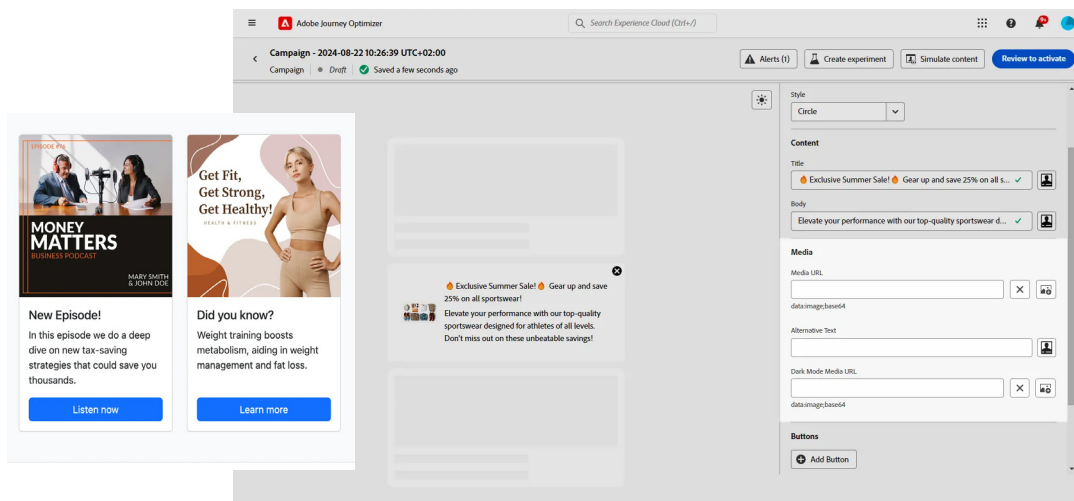 Adobe Journey Optimizer
Search Experience Cloud (Ctrl+/)
9+
Campaign - 2024-08-22 10:26:39 UTC+02:00
Campaign
Draft
Saved a few seconds ago
Alerts (1)
Create experiment
Simulate content
Review to activate
EPISODE #76
MONEY
MATTERS
BUSINESS PODCAST
MARY SMITH
& JOHN DOE
New Episode!
In this episode we do a deep
dive on new tax-saving
strategies that could save you
thousands.
Listen now
Get Fit,
Get Strong,
Get Healthy!
HEALTH & FITNESS
Did you know?
Weight training boosts
metabolism, aiding in weight
management and fat loss.
Learn more
🔥 Exclusive Summer Sale! 🔥 Gear up and save
25% on all sportswear!
Elevate your performance with our top-quality
sportswear designed for athletes of all levels.
Don't miss out on these unbeatable savings!
Style
Circle
Content
Title
🔥 Exclusive Summer Sale! 🔥 Gear up and save 25% on all s...
Body
Elevate your performance with our top-quality sportswear d...
Media
Media URL
data:image;base64
Alternative Text
Dark Mode Media URL
data:image;base64
Buttons
Add Button